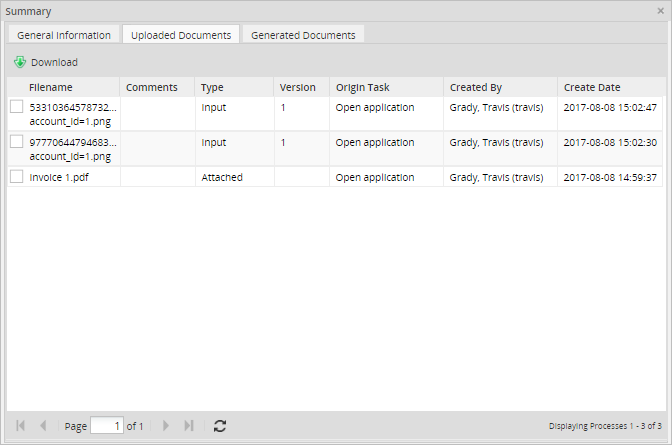 Summary
General Information Uploaded Documents Generated Documents
Download
Filename Comments Type Version Origin Task Created By Create Date
53310364578732... Input 1 Open application Grady, Travis (travis) 2017-08-08 15:02:47
account_id=1.png
97770644794683... Input 1 Open application Grady, Travis (travis) 2017-08-08 15:02:30
account_id=1.png
Invoice 1.pdf Attached Open application Grady, Travis (travis) 2017-08-08 14:59:37
Page 1 of 1 Displaying Processes 1 - 3 of 3